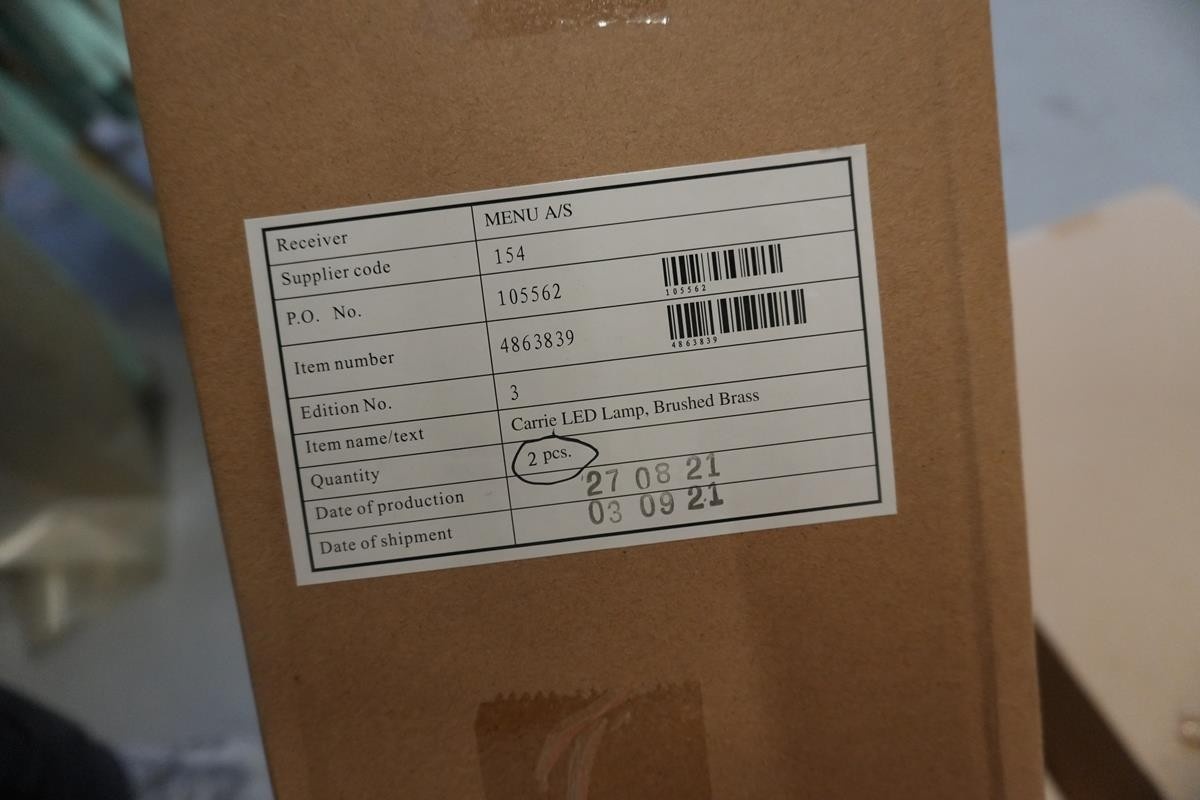 Receiver MENU A/S
Supplier code 154
P.O. No. 105562
105562
Item number 4863839
4863839
Edition No. 3
Item name/text Carrie LED Lamp, Brushed Brass
Quantity 2 pcs.
Date of production 27 08 21
Date of shipment 03 09 21